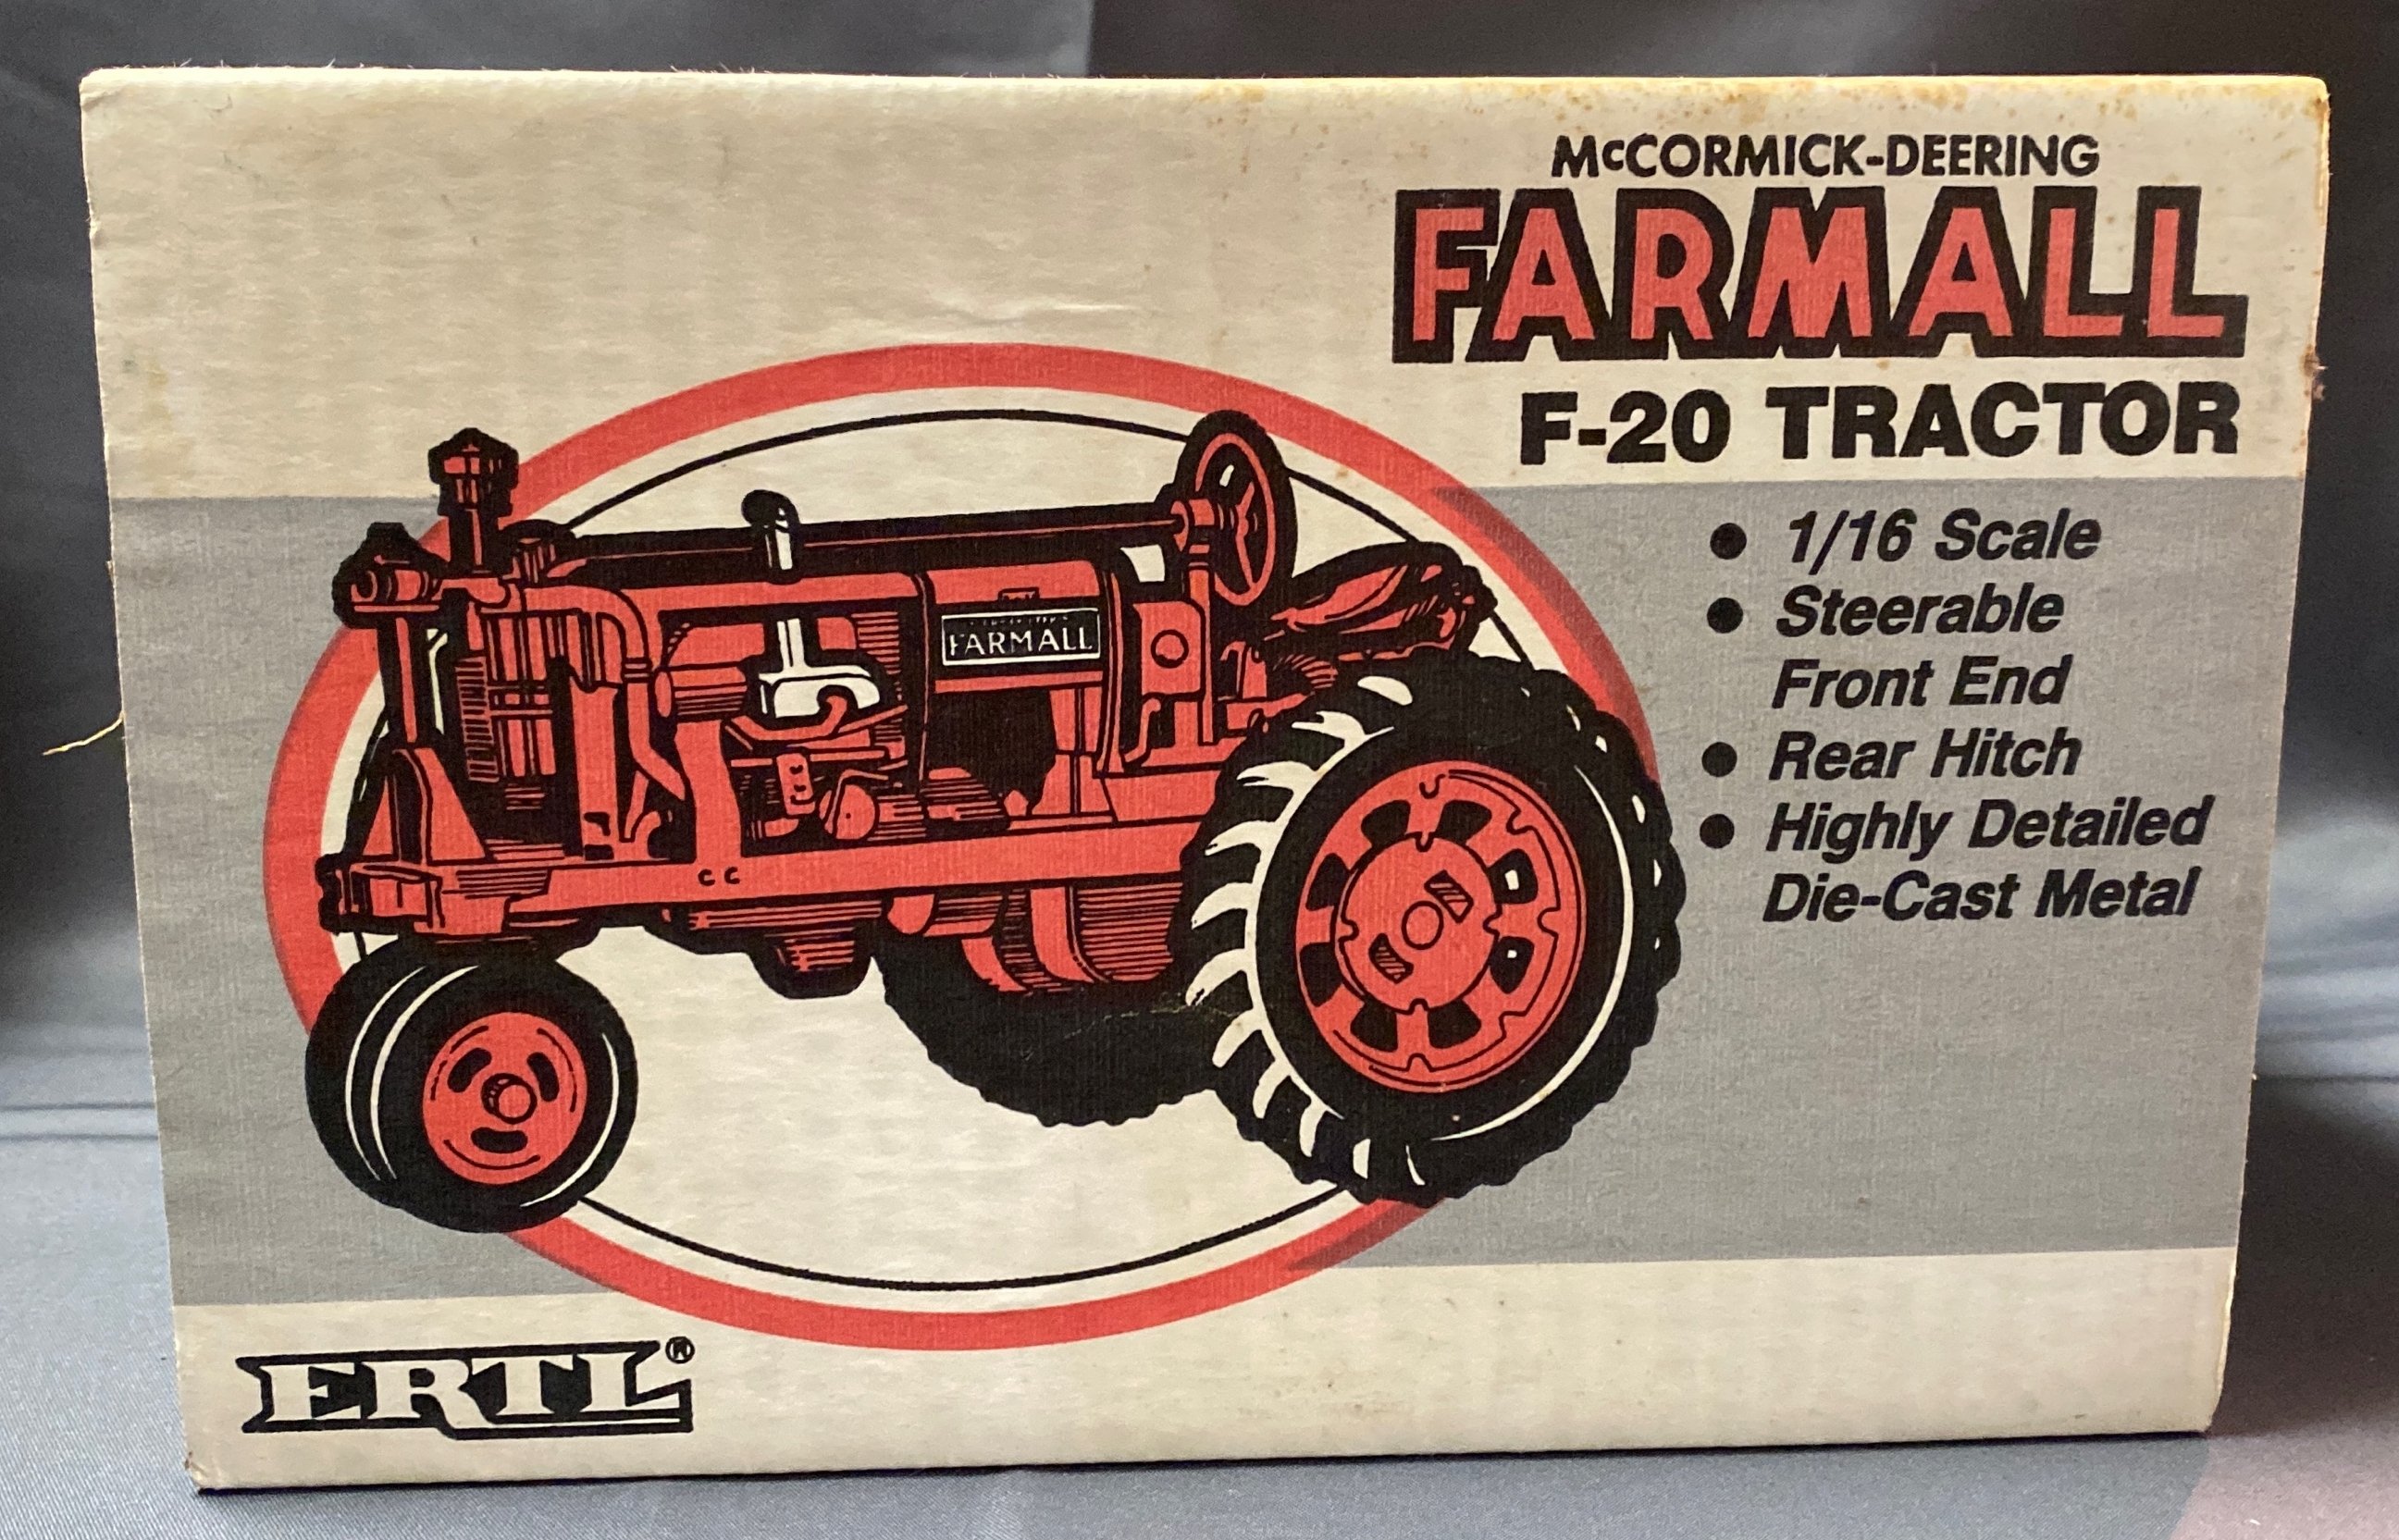 McCORMICK-DEERING
FARMALL
F-20 TRACTOR
● 1/16 Scale
● Steerable
Front End
● Rear Hitch
● Highly Detailed
Die-Cast Metal
FARMALL
ERTL®